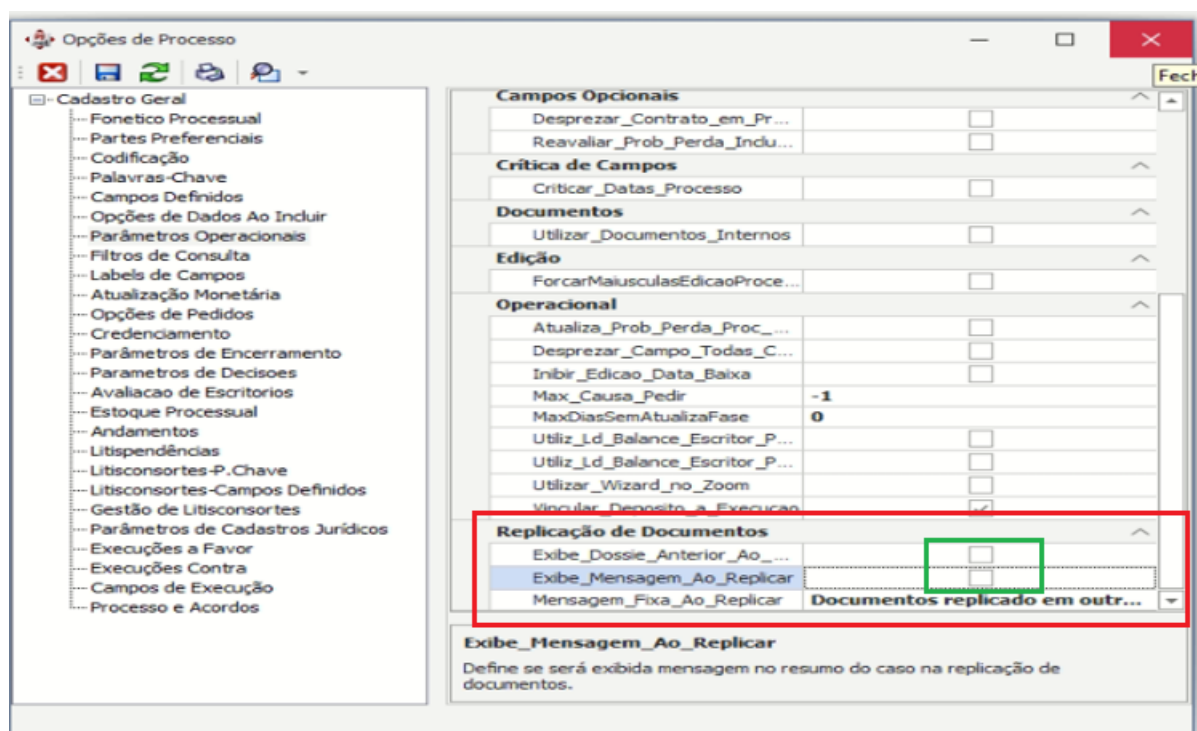 Opções de Processo
Fech
Cadastro Geral
Fonetico Processual
Partes Preferenciais
Codificação
Palavras-Chave
Campos Definidos
Opções de Dados Ao Incluir
Parâmetros Operacionais
Filtros de Consulta
Labels de Campos
Atualização Monetária
Opções de Pedidos
Credenciamento
Parâmetros de Encerramento
Parametros de Decisoes
Avaliacao de Escritorios
Estoque Processual
Andamentos
Litispendências
Litisconsortes-P.Chave
Litisconsortes-Campos Definidos
Gestão de Litisconsortes
Parâmetros de Cadastros Jurídicos
Execuções a Favor
Execuções Contra
Campos de Execução
Processo e Acordos
Campos Opcionais
Desprezar_Contrato_em_Pr...
Reavaliar_Prob_Perda_Inclu...
Crítica de Campos
Criticar_Datas_Processo
Documentos
Utilizar_Documentos_Internos
Edição
ForcarMaiusculasEdicaoProce...
Operacional
Atualiza_Prob_Perda_Proc_...
Desprezar_Campo_Todas_C...
Inibir_Edicao_Data_Baixa
Max_Causa_Pedir -1
MaxDiasSemAtualizaFase 0
Utiliz_Ld_Balance_Escritor_P...
Utiliz_Ld_Balance_Escritor_P...
Utilizar_Wizard_no_Zoom
Vincular_Deposito_a_Execucao
Replicação de Documentos
Exibe_Dossie_Anterior_Ao_...
Exibe_Mensagem_Ao_Replicar
Mensagem_Fixa_Ao_Replicar Documentos replicado em outr...
Exibe_Mensagem_Ao_Replicar
Define se será exibida mensagem no resumo do caso na replicação de
documentos.